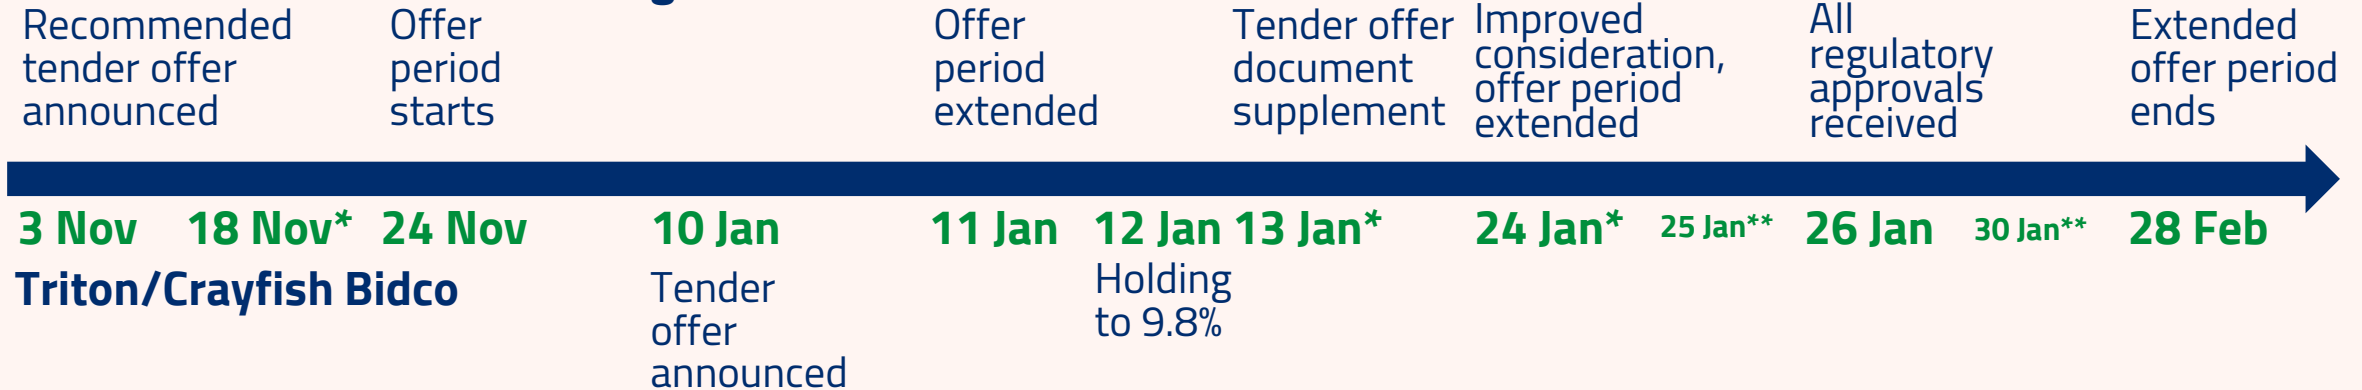 Recommended
tender offer
announced
Offer
period
starts
Offer
period
extended
Tender offer
document
supplement
Improved
consideration,
offer period
extended
All
regulatory
approvals
received
Extended
offer period
ends
3 Nov 18 Nov* 24 Nov 10 Jan 11 Jan 12 Jan 13 Jan* 24 Jan* 25 Jan** 26 Jan 30 Jan** 28 Feb
Triton/Crayfish Bidco
Tender
offer
announced
Holding
to 9.8%